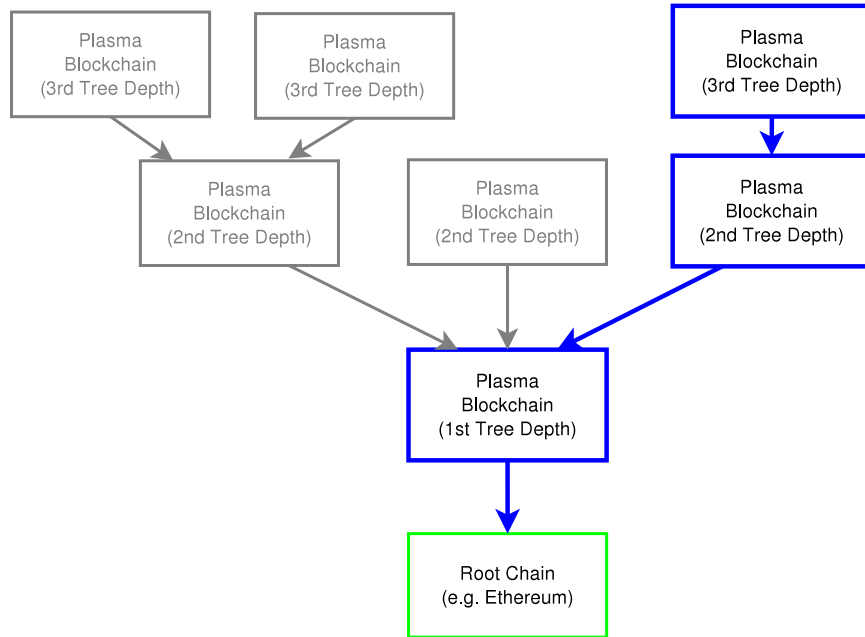 Plasma
Blockchain
(3rd Tree Depth)
Plasma
Blockchain
(3rd Tree Depth)
Plasma
Blockchain
(3rd Tree Depth)
Plasma
Blockchain
(2nd Tree Depth)
Plasma
Blockchain
(2nd Tree Depth)
Plasma
Blockchain
(2nd Tree Depth)
Plasma
Blockchain
(1st Tree Depth)
Root Chain
(e.g. Ethereum)